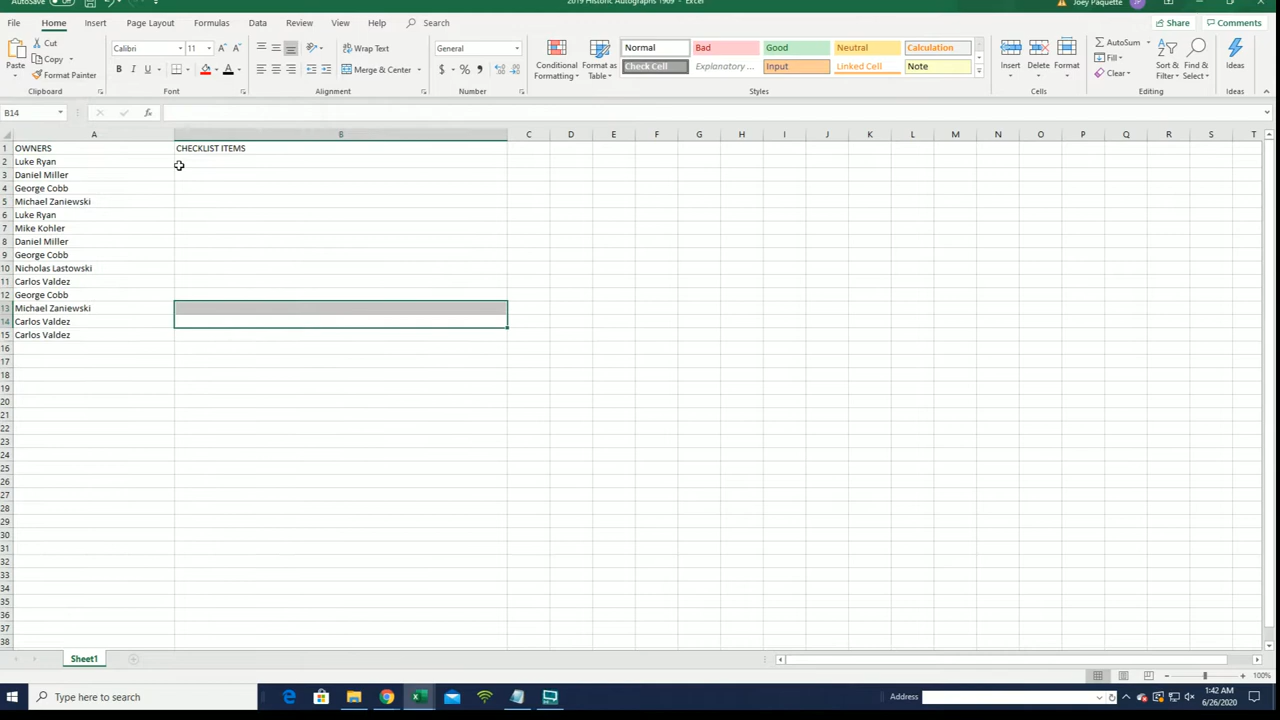 AutoSave
2019 Historic Autographs 1969 - Excel
Joey Paquette
JP
File Home Insert Page Layout Formulas Data Review View Help Search
Share Comments
Paste Cut Copy Format Painter
Calibri 11
Wrap Text
Merge & Center
General
Conditional Formatting
Format as Table
Normal Bad Good Neutral Calculation
Check Cell Explanatory ... Input Linked Cell Note
Insert Delete Format
AutoSum
Fill
Clear
Sort & Filter
Find & Select
Ideas
Clipboard Font Alignment Number Styles Cells Editing Ideas
B14
A B C D E F G H I J K L M N O P Q R S T
1 OWNERS CHECKLIST ITEMS
2 Luke Ryan
3 Daniel Miller
4 George Cobb
5 Michael Zaniewski
6 Luke Ryan
7 Mike Kohler
8 Daniel Miller
9 George Cobb
10 Nicholas Lastowski
11 Carlos Valdez
12 George Cobb
13 Michael Zaniewski
14 Carlos Valdez
15 Carlos Valdez
16
17
18
19
20
21
22
23
24
25
26
27
28
29
30
31
32
33
34
35
36
37
38
Sheet1
100%
Type here to search
Address
1:42 AM
6/26/2020